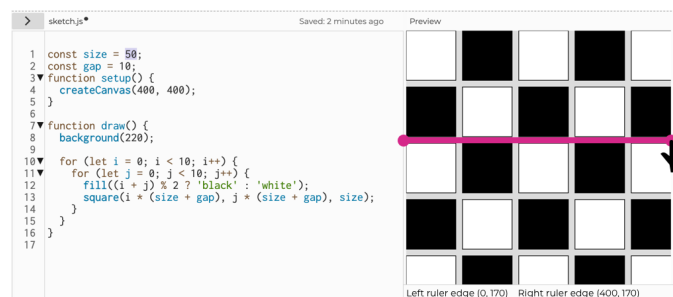 sketch.js
Saved: 2 minutes ago
Preview
1 const size = 50;
2 const gap = 10;
3 function setup() {
4 createCanvas(400, 400);
5 }
6
7 function draw() {
8 background(220);
9
10 for (let i = 0; i < 10; i++) {
11 for (let j = 0; j < 10; j++) {
12 fill((i + j) % 2 ? 'black' : 'white');
13 square(i * (size + gap), j * (size + gap), size);
14 }
15 }
16 }
17
Left ruler edge (0, 170) Right ruler edge (400, 170)